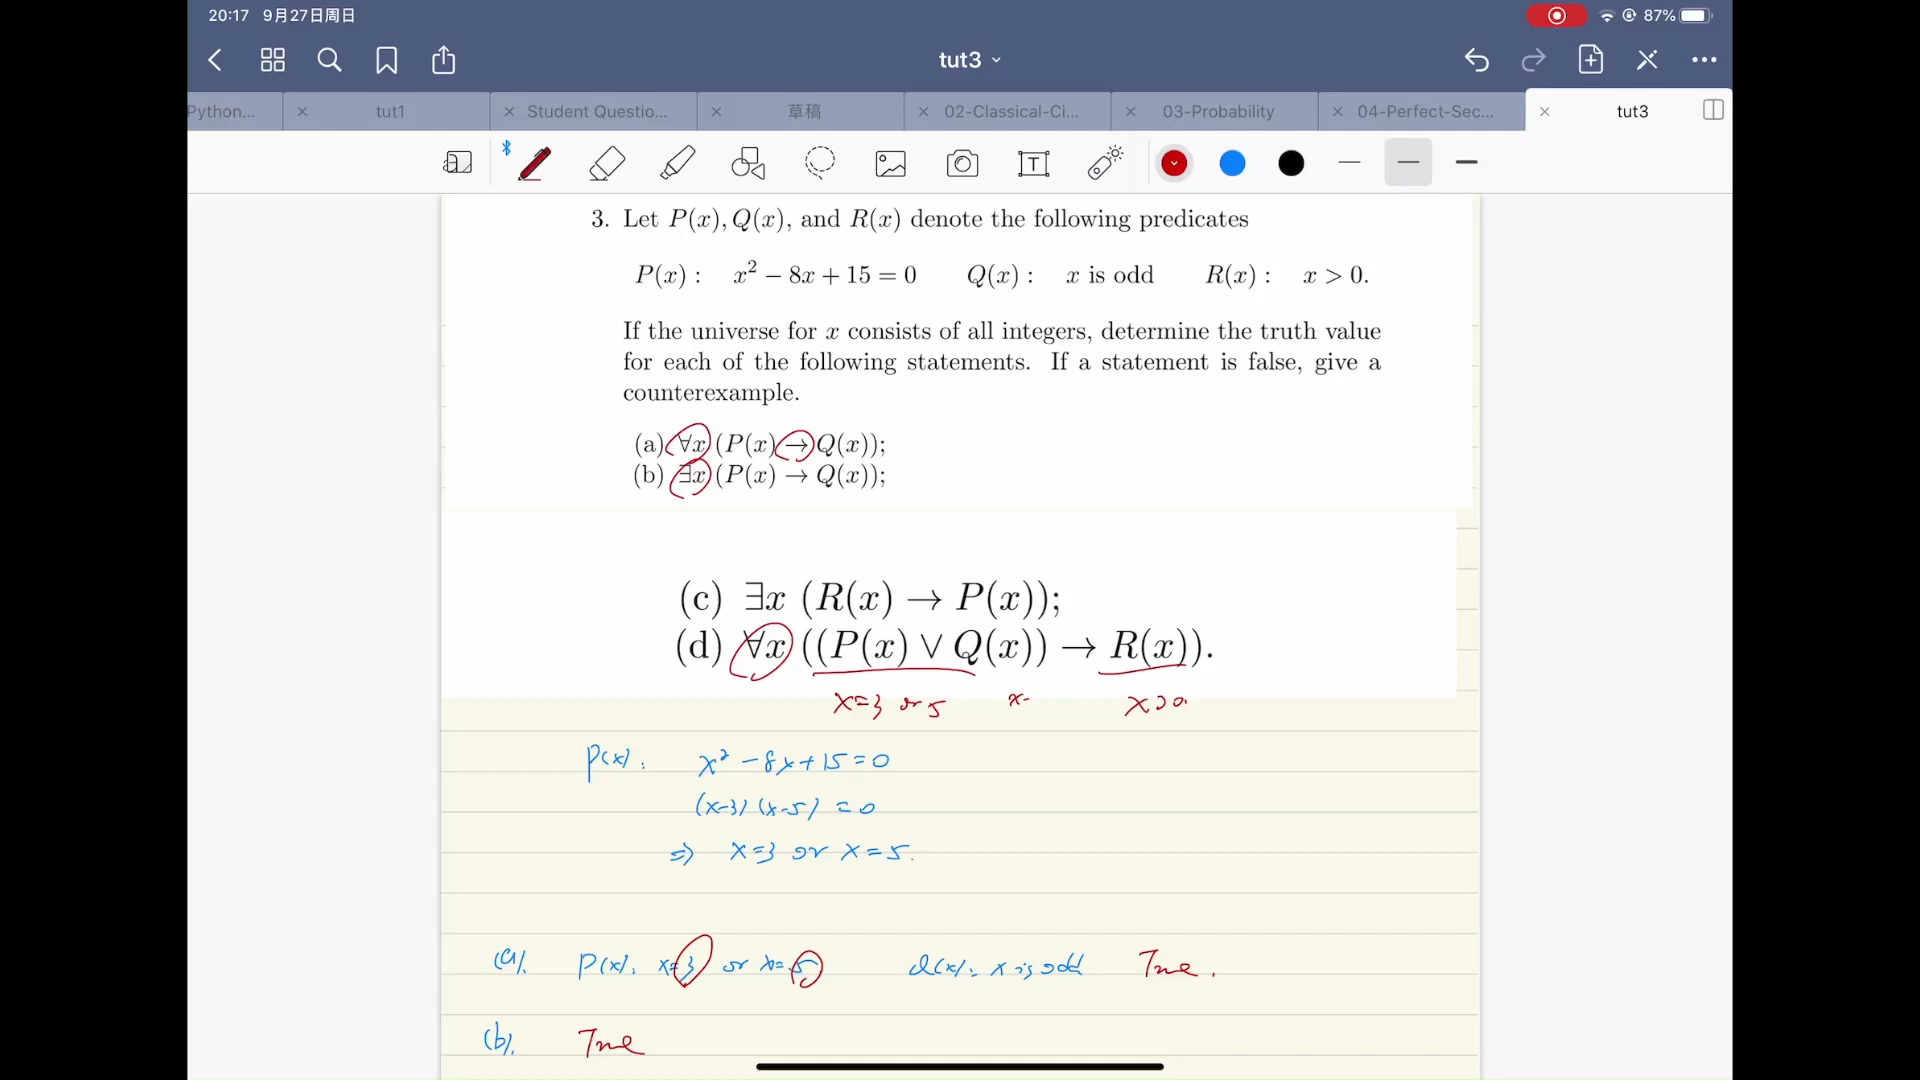 20:17 9月27日周日
87%
tut3
Python...
tut1
Student Questio...
草稿
02-Classical-Ci...
03-Probability
04-Perfect-Sec...
tut3
3. Let P(x), Q(x), and R(x) denote the following predicates
P(x) : x² − 8x + 15 = 0 Q(x) : x is odd R(x) : x > 0.
If the universe for x consists of all integers, determine the truth value
for each of the following statements. If a statement is false, give a
counterexample.
(a) ∀x (P(x) → Q(x));
(b) ∃x (P(x) → Q(x));
(c) ∃x (R(x) → P(x));
(d) ∀x ((P(x) ∨ Q(x)) → R(x)).
x=3 or 5 x- x>0.
P(x): x² - 8x + 15 = 0
(x-3)(x-5) = 0
⇒ x=3 or x=5.
(a). P(x): x=3 or x=5 Q(x): x is odd True.
(b). True